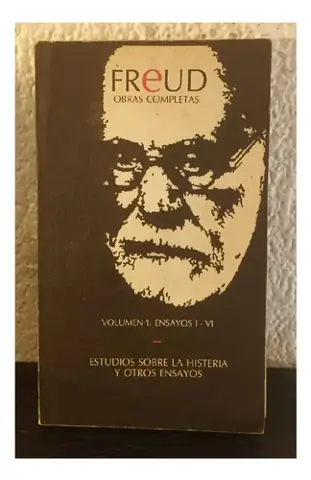 FReUD
OBRAS COMPLETAS
VOLUMEN 1: ENSAYOS I - VI
ESTUDIOS SOBRE LA HISTERIA
Y OTROS ENSAYOS